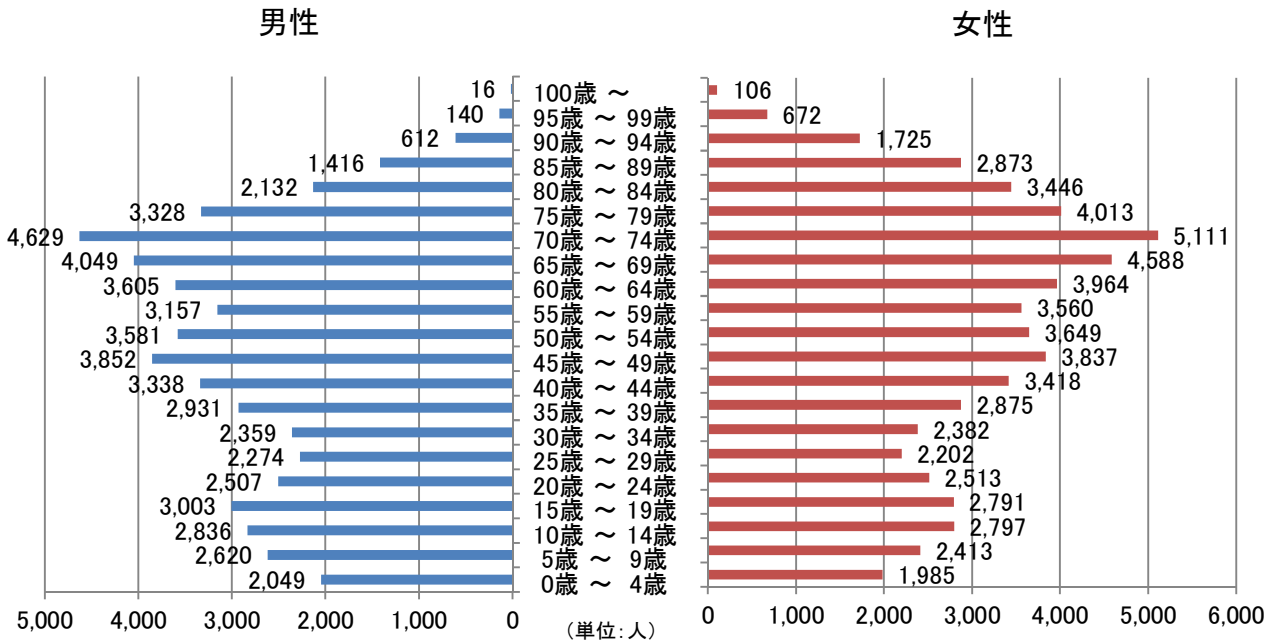 男性 女性
16 100歳 ～ 106
140 95歳 ～ 99歳 672
612 90歳 ～ 94歳 1,725
1,416 85歳 ～ 89歳 2,873
2,132 80歳 ～ 84歳 3,446
3,328 75歳 ～ 79歳 4,013
4,629 70歳 ～ 74歳 5,111
4,049 65歳 ～ 69歳 4,588
3,605 60歳 ～ 64歳 3,964
3,157 55歳 ～ 59歳 3,560
3,581 50歳 ～ 54歳 3,649
3,852 45歳 ～ 49歳 3,837
3,338 40歳 ～ 44歳 3,418
2,931 35歳 ～ 39歳 2,875
2,359 30歳 ～ 34歳 2,382
2,274 25歳 ～ 29歳 2,202
2,507 20歳 ～ 24歳 2,513
3,003 15歳 ～ 19歳 2,791
2,836 10歳 ～ 14歳 2,797
2,620 5歳 ～ 9歳 2,413
2,049 0歳 ～ 4歳 1,985
5,000 4,000 3,000 2,000 1,000 0 0 1,000 2,000 3,000 4,000 5,000 6,000
（単位：人）